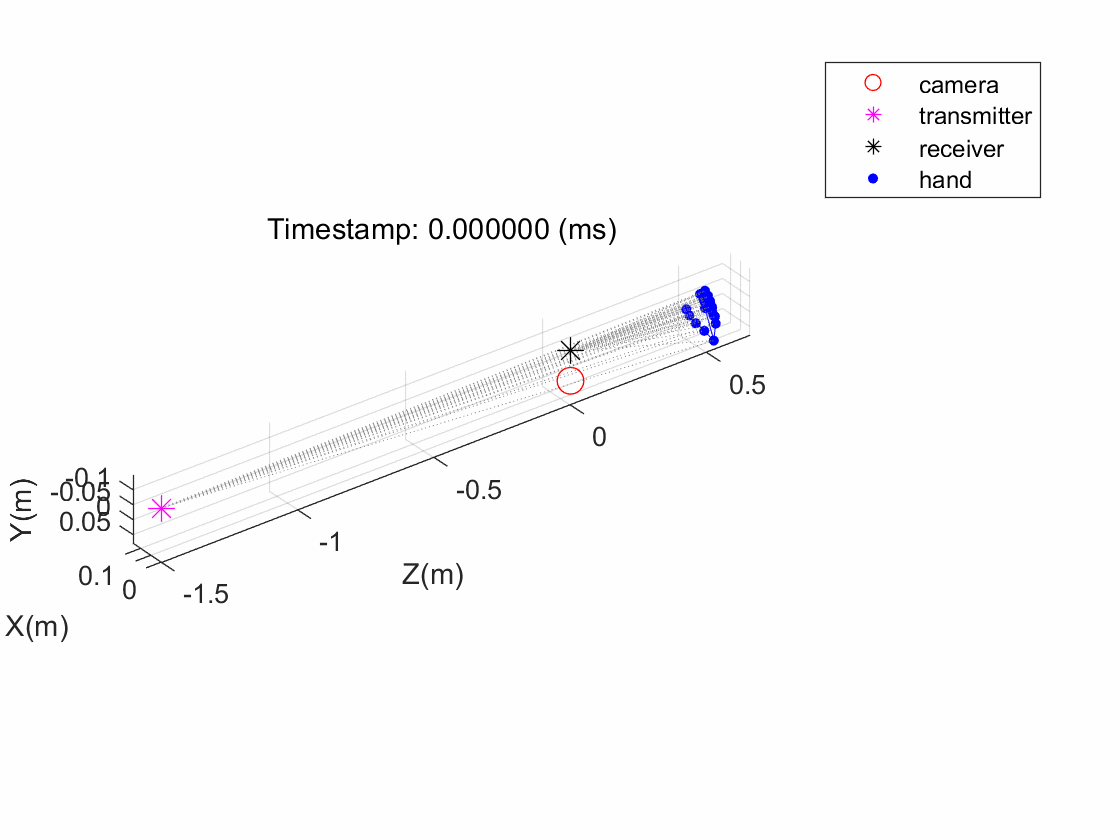 camera
transmitter
receiver
hand
Timestamp: 0.000000 (ms)
0.5
0
-0.5
-1
-1.5
Z(m)
-0.1
-0.05
0
0.05
Y(m)
0.1
0
X(m)